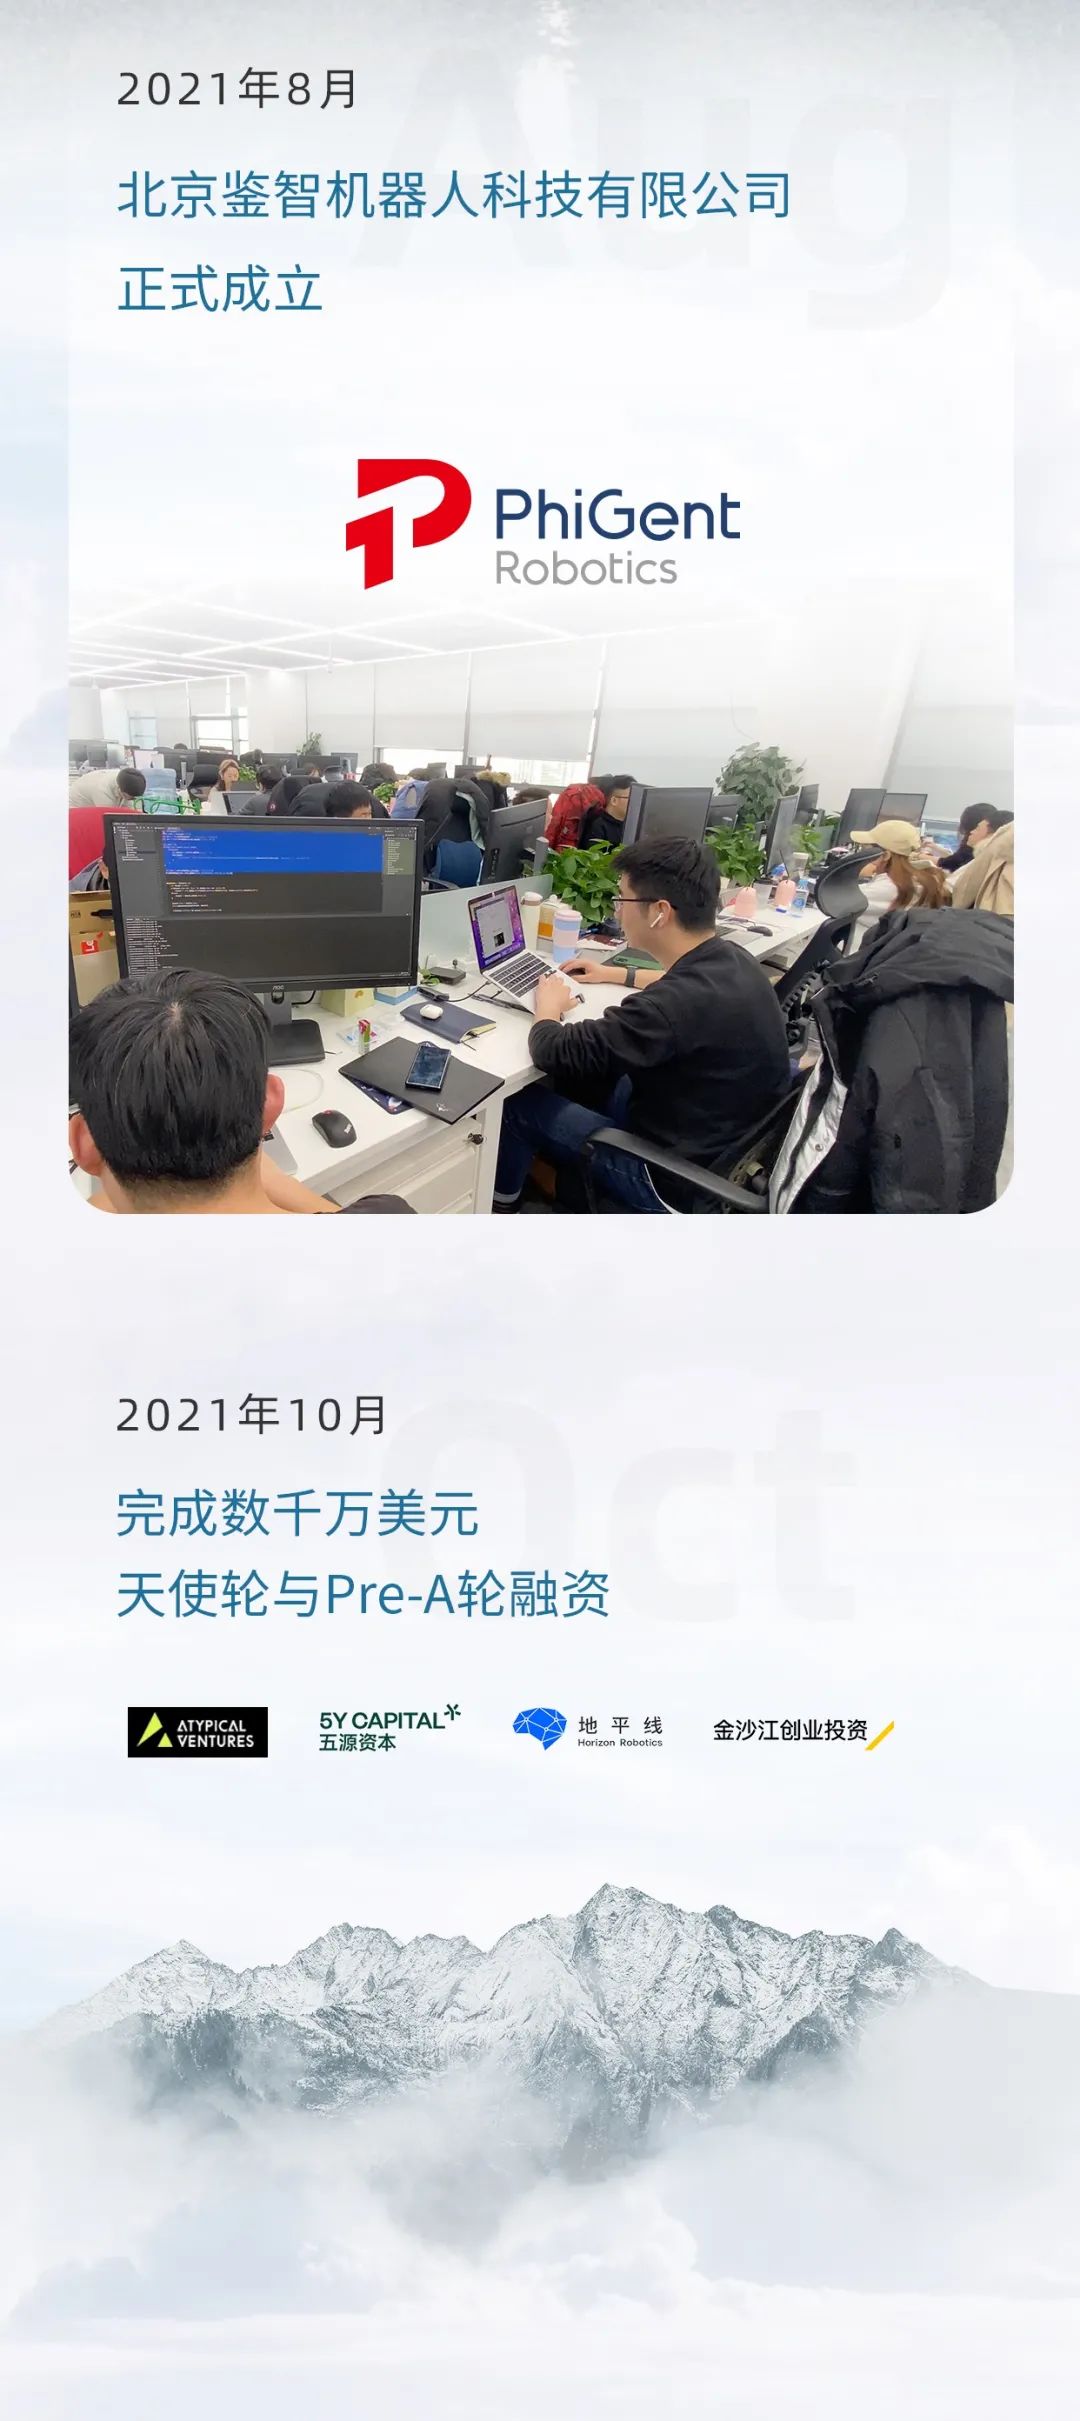 Aug
2021年8月
北京鉴智机器人科技有限公司
正式成立
PhiGent
Robotics
AOC
Oct
2021年10月
完成数千万美元
天使轮与Pre-A轮融资
ATYPICAL
VENTURES
5Y CAPITAL
五源资本
地平线
Horizon Robotics
金沙江创业投资